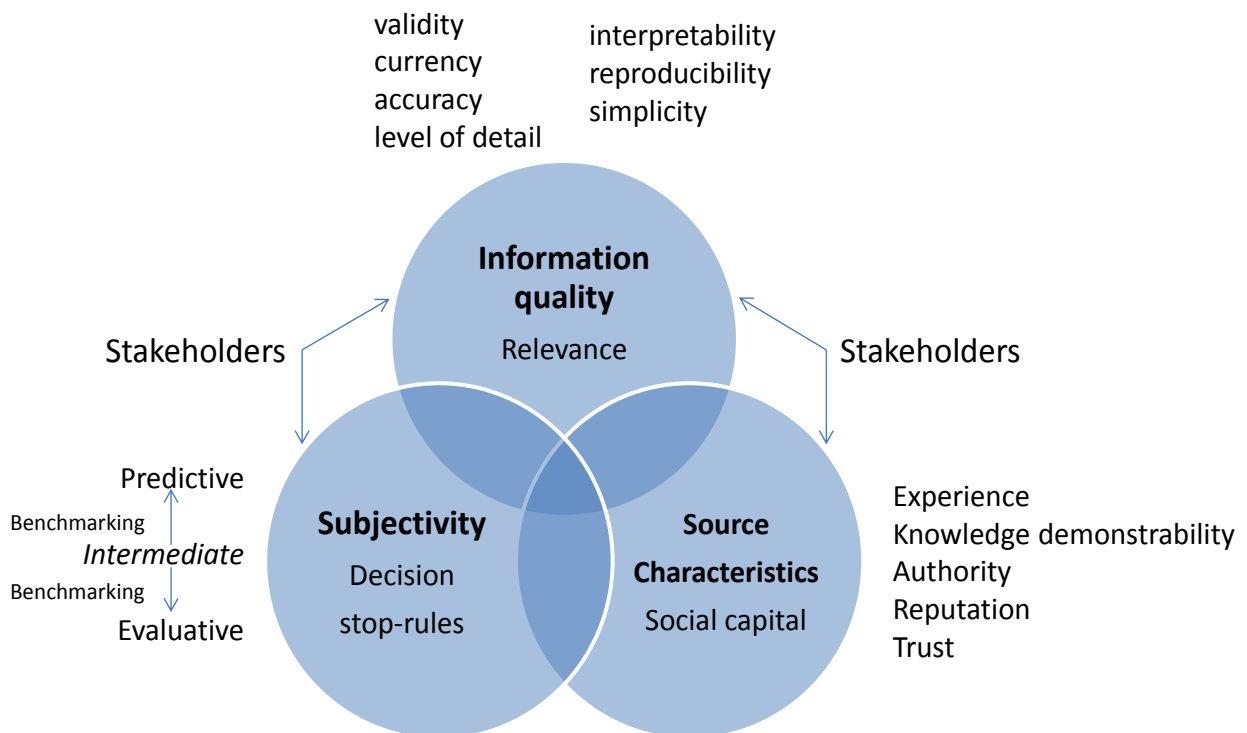 validity
currency
accuracy
level of detail
interpretability
reproducibility
simplicity
Information
quality
Relevance
Stakeholders
Stakeholders
Predictive
Benchmarking
Intermediate
Benchmarking
Evaluative
Subjectivity
Decision
stop-rules
Source
Characteristics
Social capital
Experience
Knowledge demonstrability
Authority
Reputation
Trust